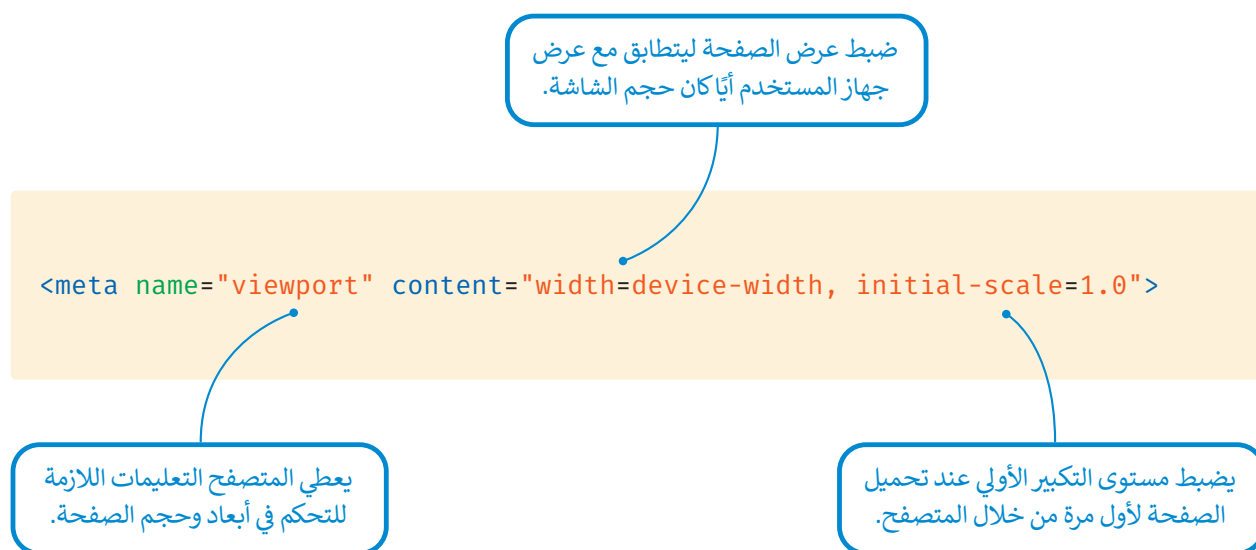 ضبط عرض الصفحة ليتطابق مع عرض
جهاز المستخدم أيًا كان حجم الشاشة.
<meta name="viewport" content="width=device-width, initial-scale=1.0">
يعطي المتصفح التعليمات اللازمة
للتحكم في أبعاد وحجم الصفحة.
يضبط مستوى التكبير الأولي عند تحميل
الصفحة لأول مرة من خلال المتصفح.